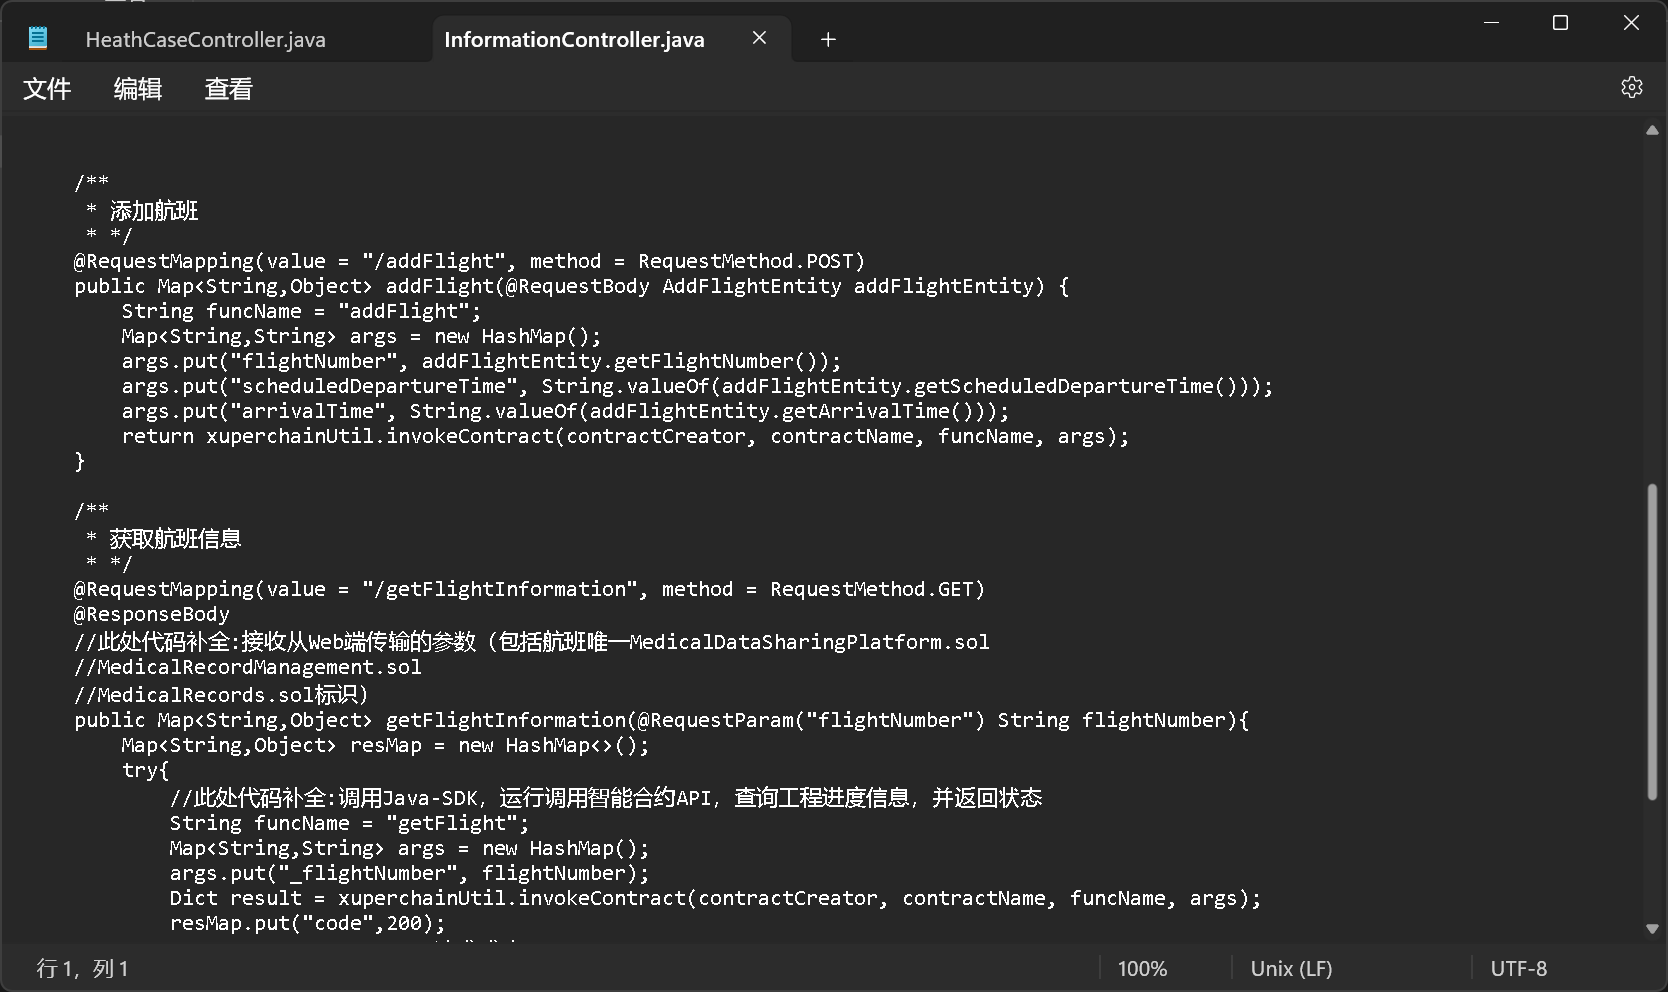 HeathCaseController.java
InformationController.java
文件 编辑 查看
/**
 * 添加航班
 * */
@RequestMapping(value = "/addFlight", method = RequestMethod.POST)
public Map<String,Object> addFlight(@RequestBody AddFlightEntity addFlightEntity) {
    String funcName = "addFlight";
    Map<String,String> args = new HashMap();
    args.put("flightNumber", addFlightEntity.getFlightNumber());
    args.put("scheduledDepartureTime", String.valueOf(addFlightEntity.getScheduledDepartureTime()));
    args.put("arrivalTime", String.valueOf(addFlightEntity.getArrivalTime()));
    return xuperchainUtil.invokeContract(contractCreator, contractName, funcName, args);
}
/**
 * 获取航班信息
 * */
@RequestMapping(value = "/getFlightInformation", method = RequestMethod.GET)
@ResponseBody
//此处代码补全:接收从Web端传输的参数（包括航班唯一MedicalDataSharingPlatform.sol
//MedicalRecordManagement.sol
//MedicalRecords.sol标识）
public Map<String,Object> getFlightInformation(@RequestParam("flightNumber") String flightNumber){
    Map<String,Object> resMap = new HashMap<>();
    try{
        //此处代码补全:调用Java-SDK，运行调用智能合约API，查询工程进度信息，并返回状态
        String funcName = "getFlight";
        Map<String,String> args = new HashMap();
        args.put("_flightNumber", flightNumber);
        Dict result = xuperchainUtil.invokeContract(contractCreator, contractName, funcName, args);
        resMap.put("code",200);
行 1，列 1
100%
Unix (LF)
UTF-8